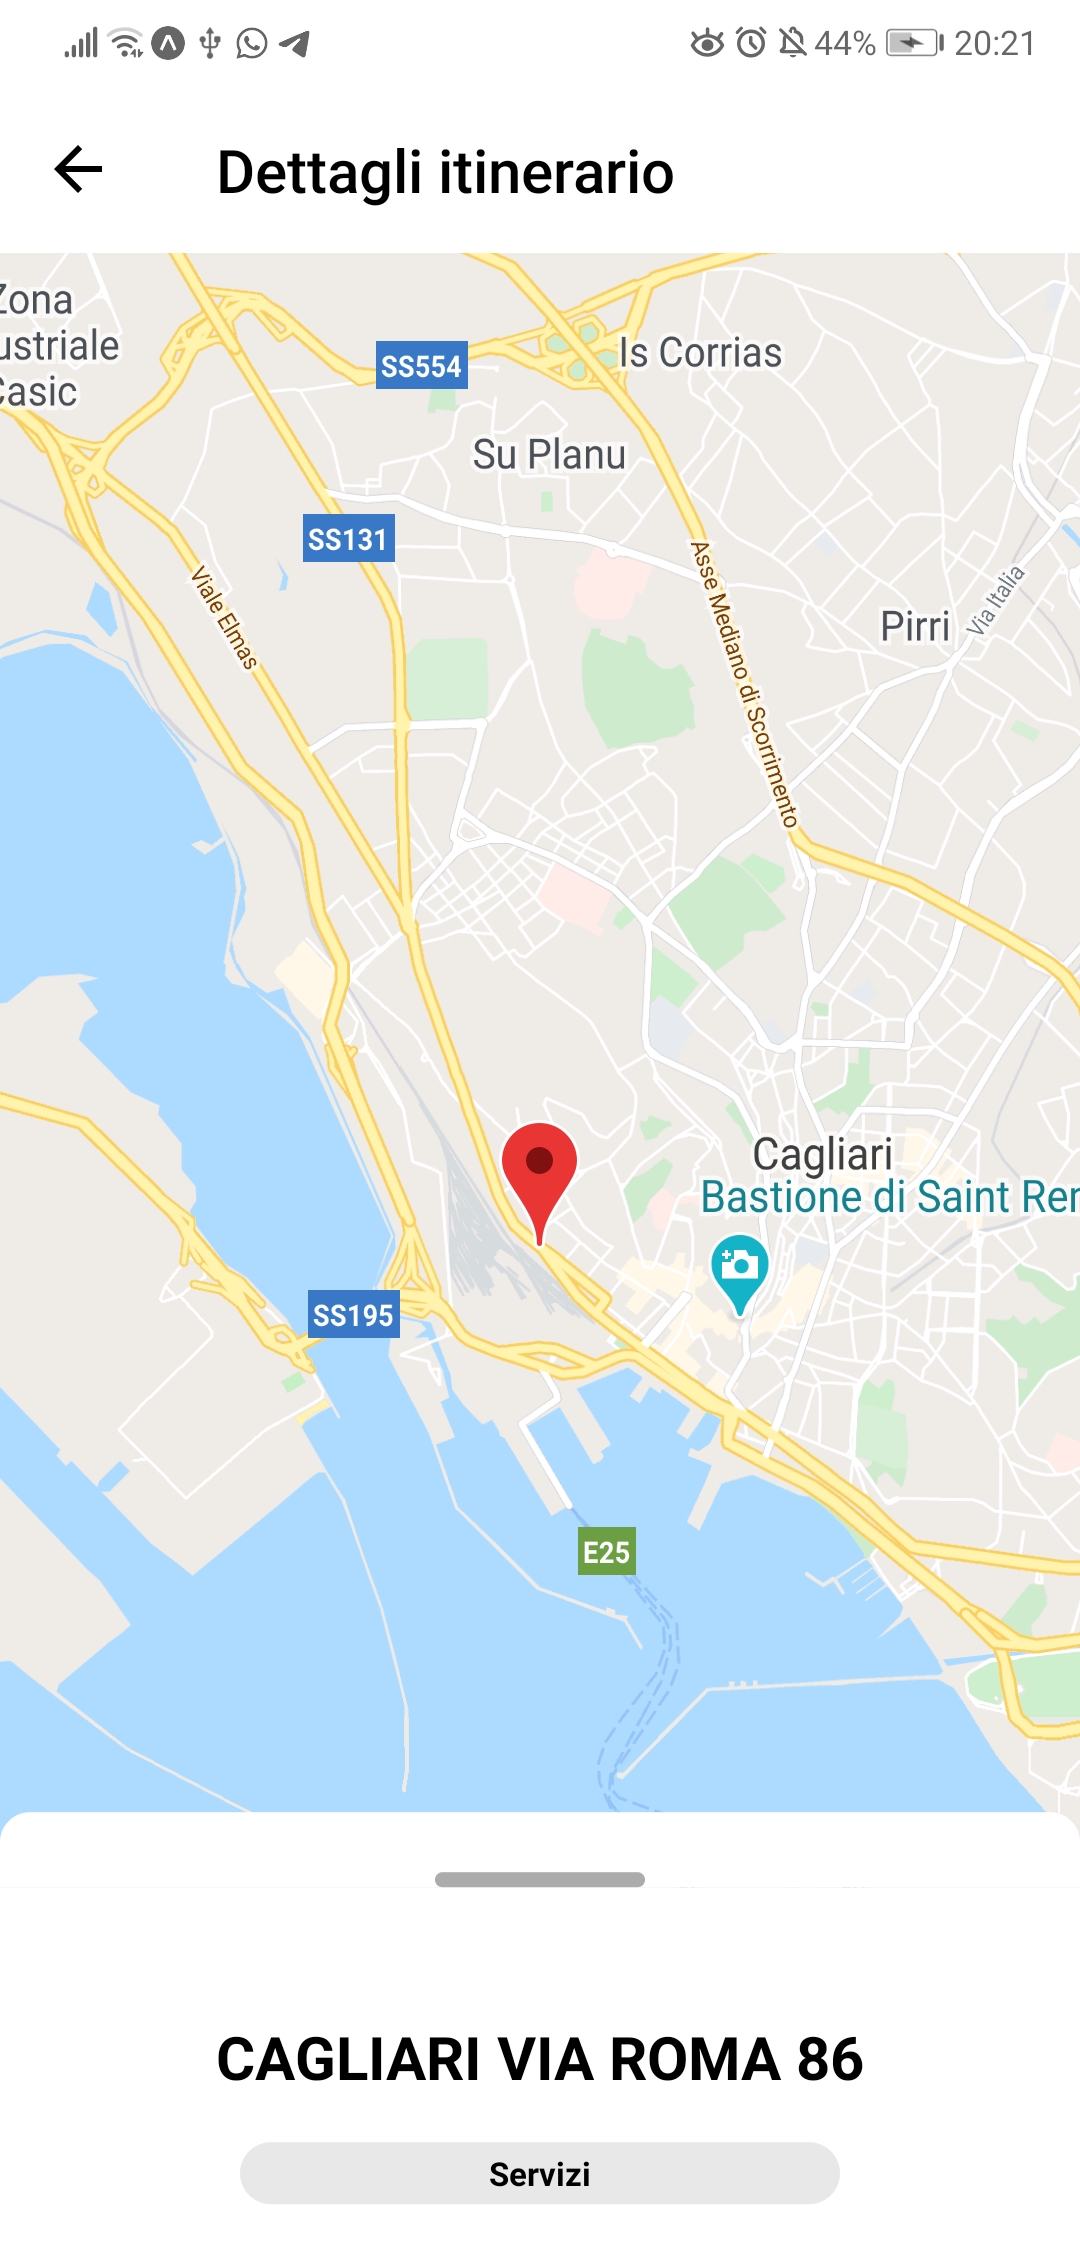 44% 20:21
Dettagli itinerario
Zona
ustriale
Casic
SS554
Is Corrias
Su Planu
SS131
Viale Elmas
Asse Mediano di Scorrimento
Via Italia
Pirri
Cagliari
Bastione di Saint Rer
SS195
E25
CAGLIARI VIA ROMA 86
Servizi